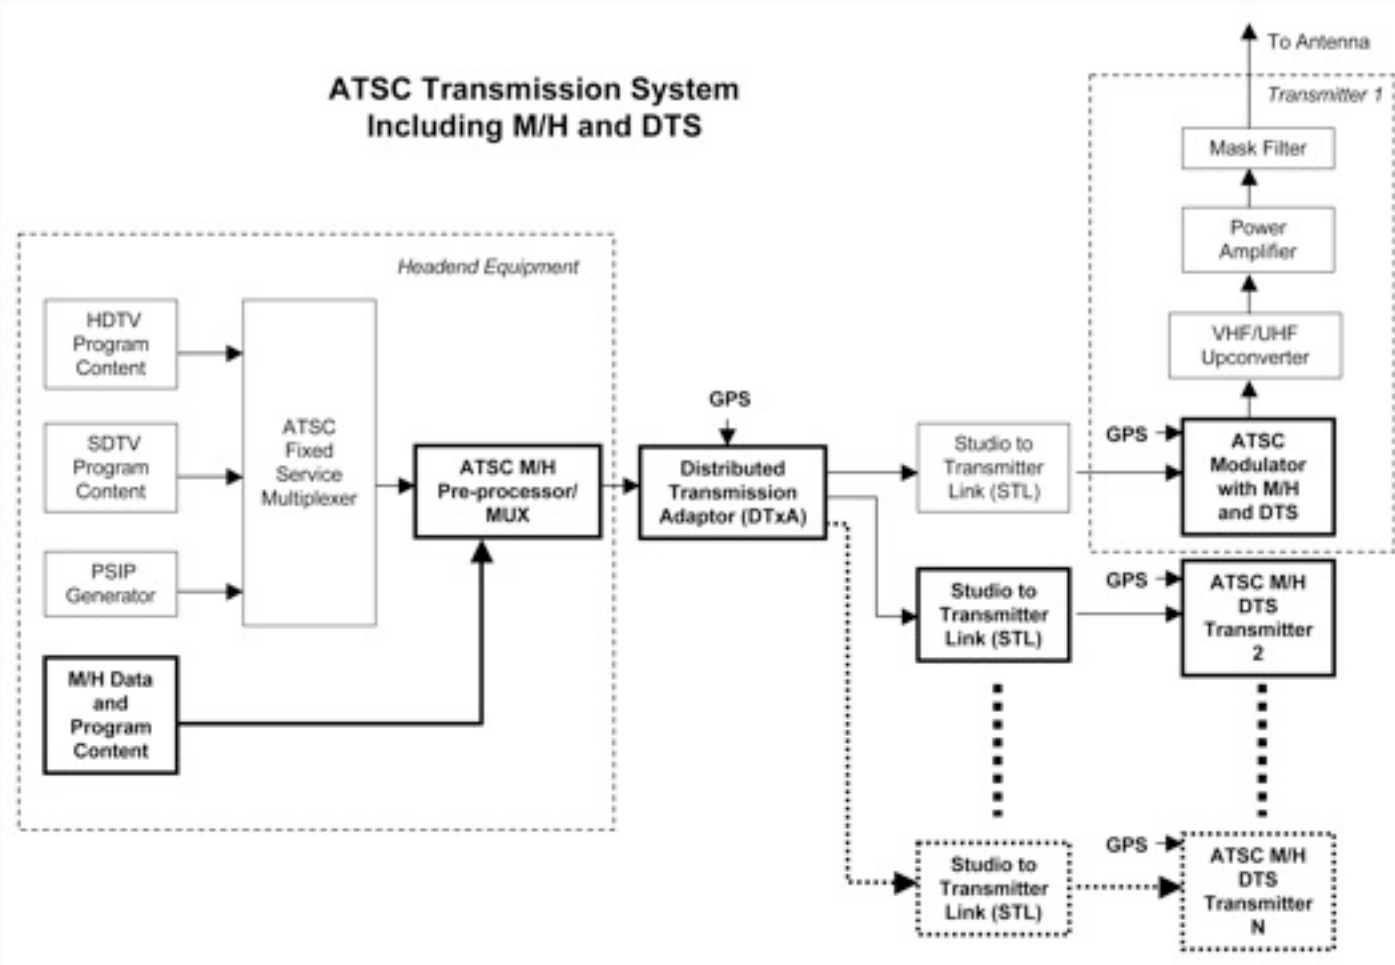 ATSC Transmission System
Including M/H and DTS
To Antenna
Transmitter 1
Mask Filter
Power
Amplifier
VHF/UHF
Upconverter
GPS
ATSC
Modulator
with M/H
and DTS
Headend Equipment
HDTV
Program
Content
SDTV
Program
Content
PSIP
Generator
M/H Data
and
Program
Content
ATSC
Fixed
Service
Multiplexer
ATSC M/H
Pre-processor/
MUX
GPS
Distributed
Transmission
Adaptor (DTxA)
Studio to
Transmitter
Link (STL)
Studio to
Transmitter
Link (STL)
GPS
ATSC M/H
DTS
Transmitter
2
Studio to
Transmitter
Link (STL)
GPS
ATSC M/H
DTS
Transmitter
N